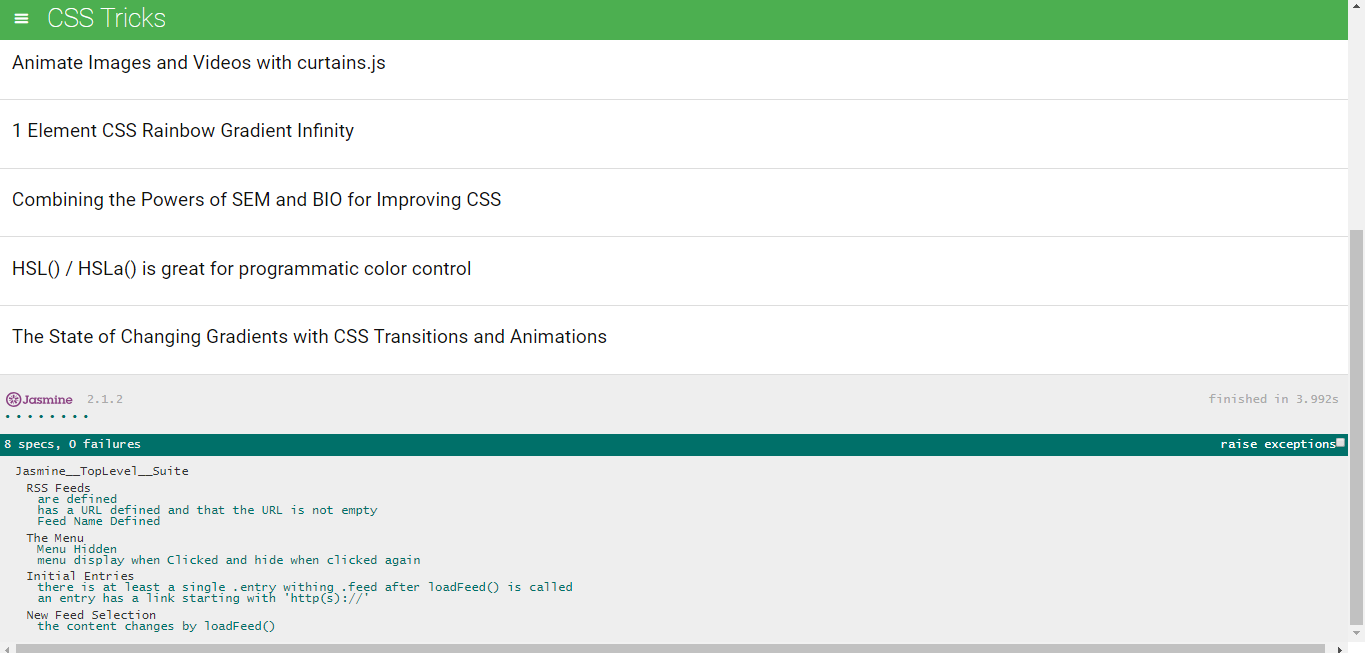 CSS Tricks
Animate Images and Videos with curtains.js
1 Element CSS Rainbow Gradient Infinity
Combining the Powers of SEM and BIO for Improving CSS
HSL() / HSLa() is great for programmatic color control
The State of Changing Gradients with CSS Transitions and Animations
Jasmine 2.1.2 finished in 3.992s
8 specs, 0 failures raise exceptions
Jasmine__TopLevel__Suite
RSS Feeds
are defined
has a URL defined and that the URL is not empty
Feed Name Defined
The Menu
Menu Hidden
menu display when Clicked and hide when clicked again
Initial Entries
there is at least a single .entry withing .feed after loadFeed() is called
an entry has a link starting with 'http(s)://'
New Feed Selection
the content changes by loadFeed()